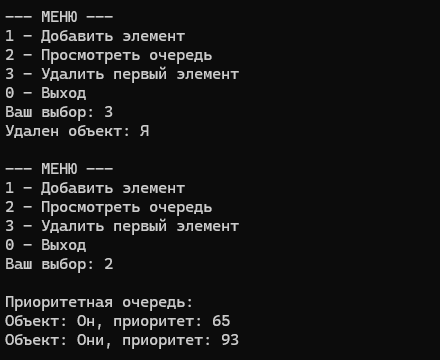 --- МЕНЮ ---
1 - Добавить элемент
2 - Просмотреть очередь
3 - Удалить первый элемент
0 - Выход
Ваш выбор: 3
Удален объект: Я
--- МЕНЮ ---
1 - Добавить элемент
2 - Просмотреть очередь
3 - Удалить первый элемент
0 - Выход
Ваш выбор: 2
Приоритетная очередь:
Объект: Он, приоритет: 65
Объект: Они, приоритет: 93